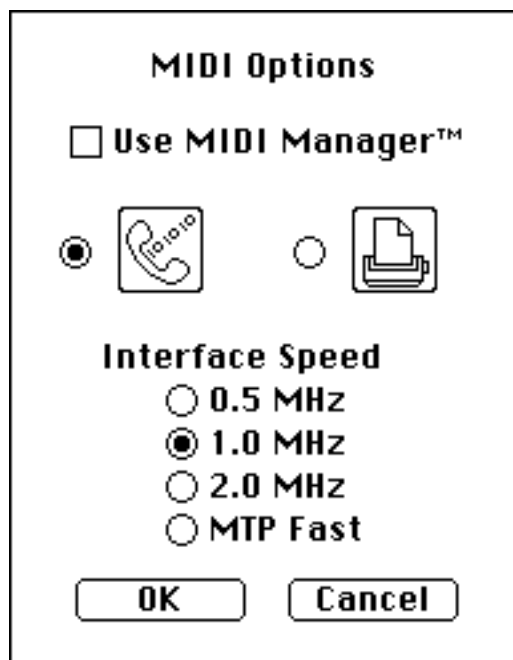 MIDI Options
Use MIDI Manager™
Interface Speed
0.5 MHz
1.0 MHz
2.0 MHz
MTP Fast
OK
Cancel